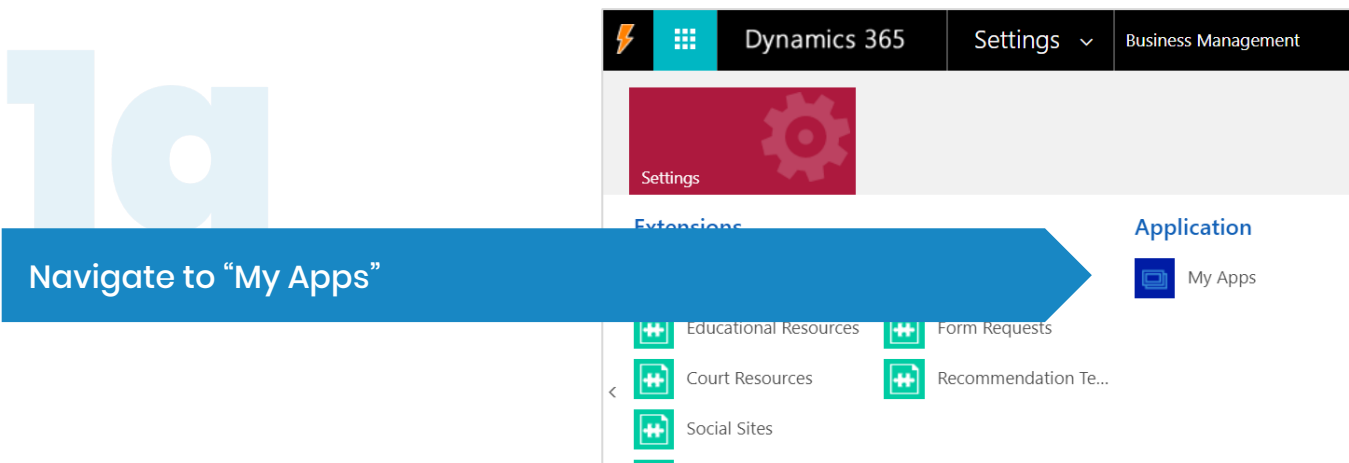 1a
Dynamics 365
Settings
Business Management
Settings
Extensions
Application
Navigate to “My Apps”
My Apps
Educational Resources
Form Requests
Court Resources
Recommendation Te...
Social Sites